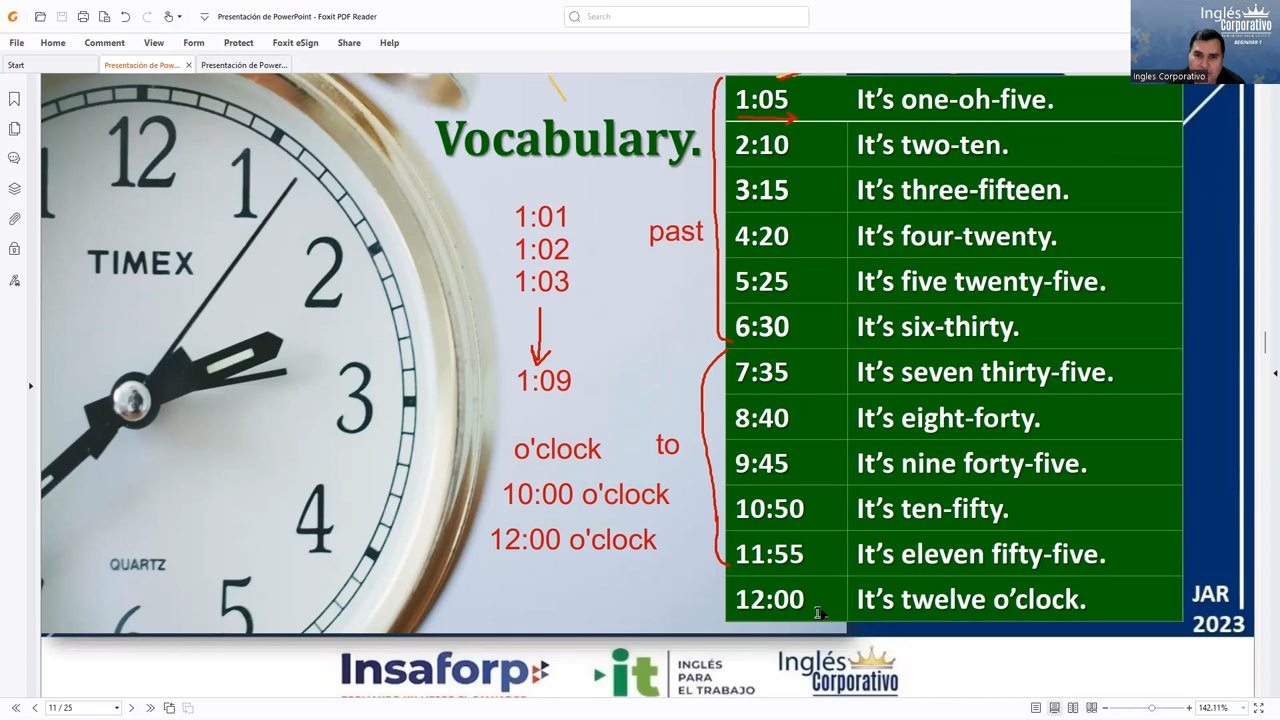 Presentación de PowerPoint - Foxit PDF Reader
Search
File Home Comment View Form Protect Foxit eSign Share Help
Start
Presentación de Pow...
Presentación de Power...
Inglés
Corporativo
BEGINNER 1
Ingles Corporativo
12
1
2
3
4
5
TIMEX
QUARTZ
Vocabulary.
1:01
1:02
1:03
1:09
o'clock
10:00 o'clock
12:00 o'clock
past
to
1:05 It's one-oh-five.
2:10 It's two-ten.
3:15 It's three-fifteen.
4:20 It's four-twenty.
5:25 It's five twenty-five.
6:30 It's six-thirty.
7:35 It's seven thirty-five.
8:40 It's eight-forty.
9:45 It's nine forty-five.
10:50 It's ten-fifty.
11:55 It's eleven fifty-five.
12:00 It's twelve o'clock.
JAR
2023
Insaforp
it
INGLÉS
PARA
EL TRABAJO
Inglés
Corporativo
11 / 25
142.11%